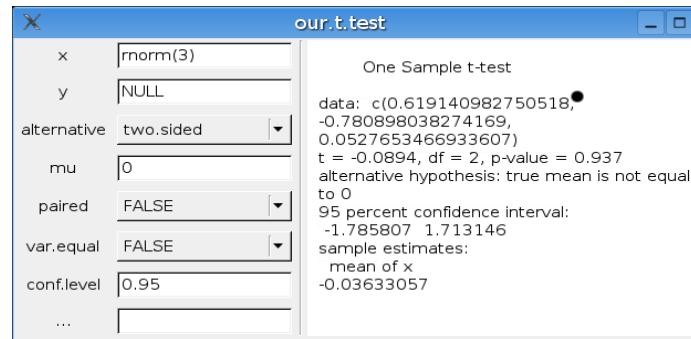 our.t.test
x rnorm(3)
y NULL
alternative two.sided
mu 0
paired FALSE
var.equal FALSE
conf.level 0.95
...
One Sample t-test
data: c(0.619140982750518,
-0.780898038274169,
0.0527653466933607)
t = -0.0894, df = 2, p-value = 0.937
alternative hypothesis: true mean is not equal
to 0
95 percent confidence interval:
-1.785807 1.713146
sample estimates:
mean of x
-0.03633057